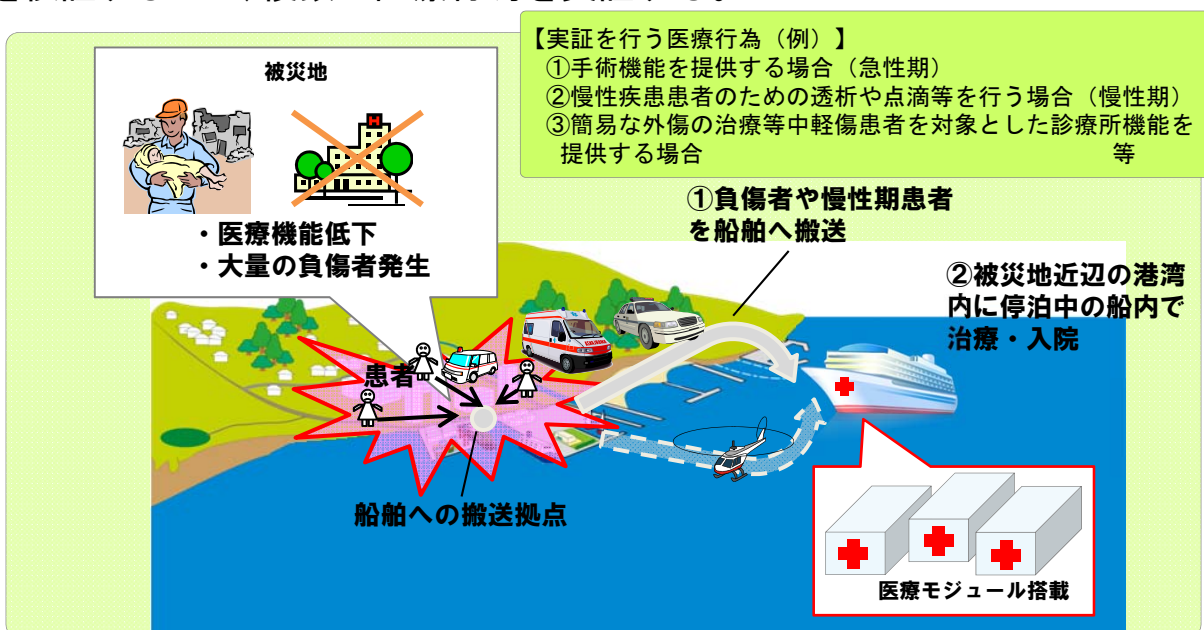 【実証を行う医療行為（例）】
①手術機能を提供する場合（急性期）
②慢性疾患患者のための透析や点滴等を行う場合（慢性期）
③簡易な外傷の治療等中軽傷患者を対象とした診療所機能を
提供する場合　等
被災地
H
・医療機能低下
・大量の負傷者発生
①負傷者や慢性期患者
を船舶へ搬送
②被災地近辺の港湾
内に停泊中の船内で
治療・入院
患者
船舶への搬送拠点
医療モジュール搭載